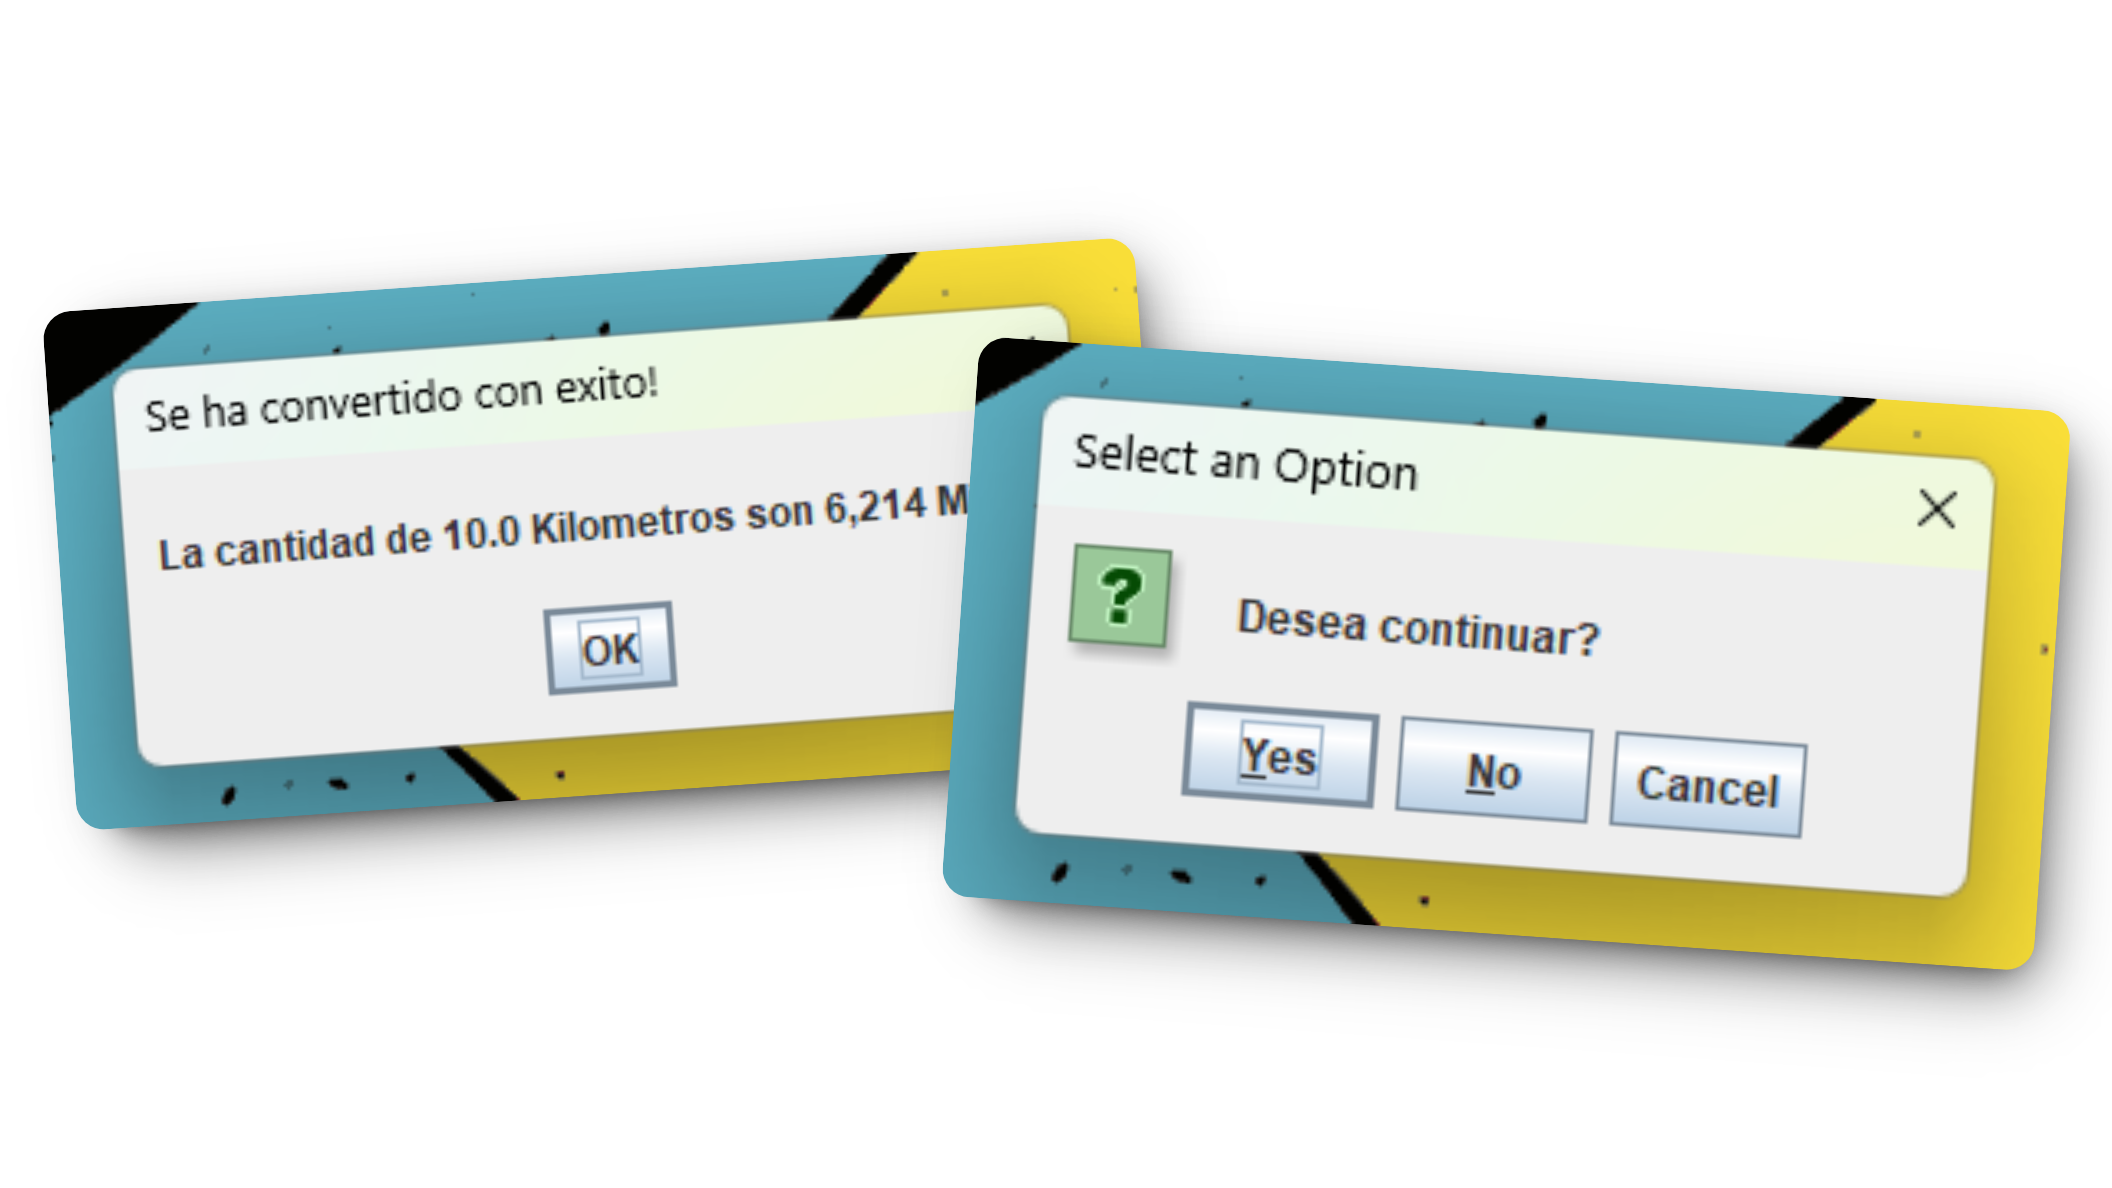 Se ha convertido con exito!
La cantidad de 10.0 Kilometros son 6,214
OK
Select an Option
?
Desea continuar?
Yes
No
Cancel